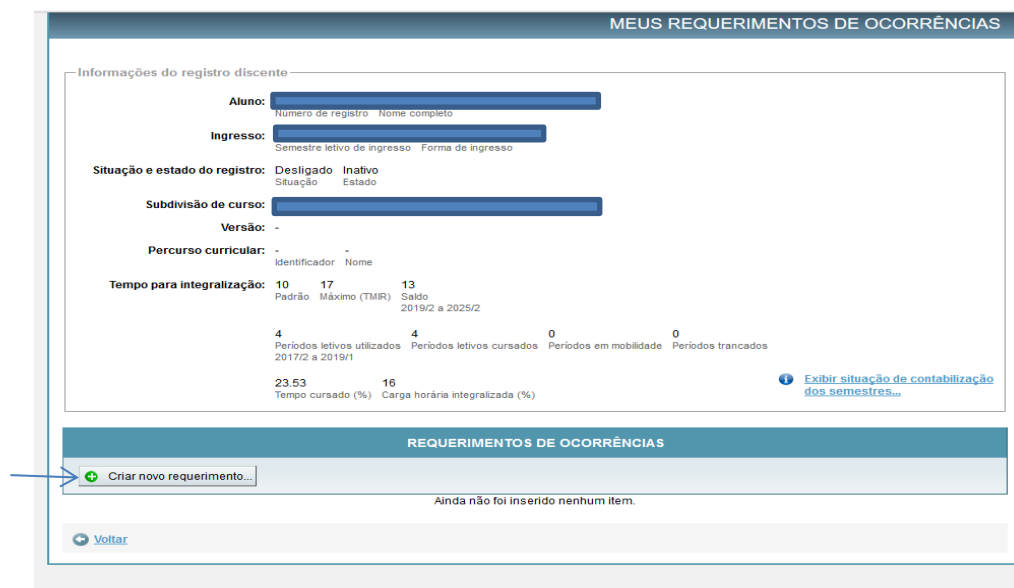 MEUS REQUERIMENTOS DE OCORRÊNCIAS
Informações do registro discente
Aluno:
Número de registro Nome completo
Ingresso:
Semestre letivo de ingresso Forma de ingresso
Situação e estado do registro: Desligado Inativo
Situação Estado
Subdivisão de curso:
Versão: -
Percurso curricular: - -
Identificador Nome
Tempo para integralização: 10 17 13
Padrão Máximo (TMIR) Saldo
2019/2 a 2025/2
4 4 0 0
Períodos letivos utilizados Períodos letivos cursados Períodos em mobilidade Períodos trancados
2017/2 a 2019/1
23.53 16
Tempo cursado (%) Carga horária integralizada (%)
Exibir situação de contabilização
dos semestres...
REQUERIMENTOS DE OCORRÊNCIAS
Criar novo requerimento...
Ainda não foi inserido nenhum item.
Voltar